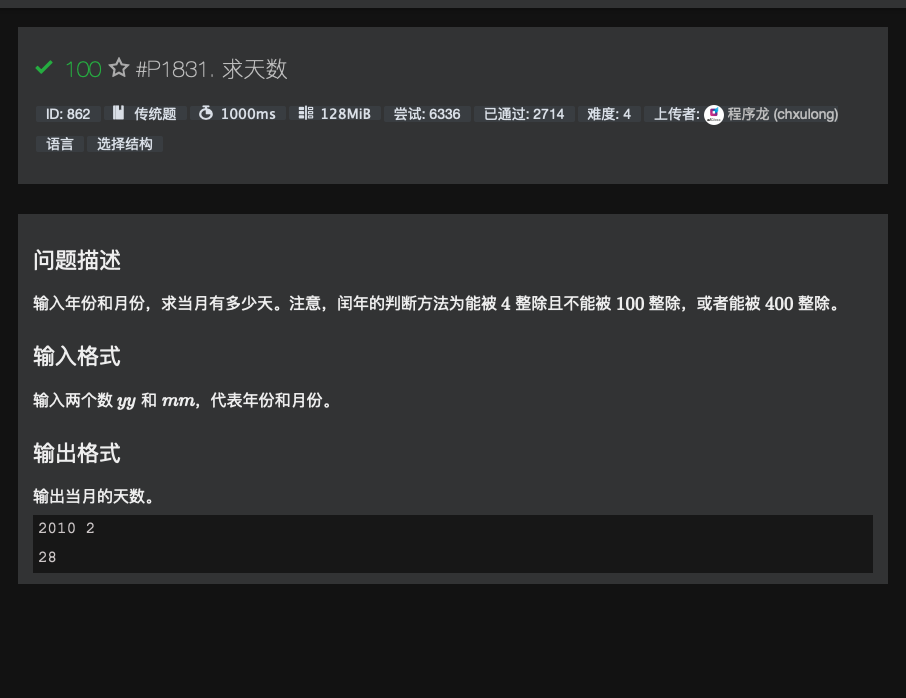 100 #P1831. 求天数
ID: 862 传统题 1000ms 128MiB 尝试: 6336 已通过: 2714 难度: 4 上传者: 程序龙 (chxulong)
语言 选择结构
问题描述
输入年份和月份，求当月有多少天。注意，闰年的判断方法为能被 4 整除且不能被 100 整除，或者能被 400 整除。
输入格式
输入两个数 yy 和 mm，代表年份和月份。
输出格式
输出当月的天数。
2010 2
28